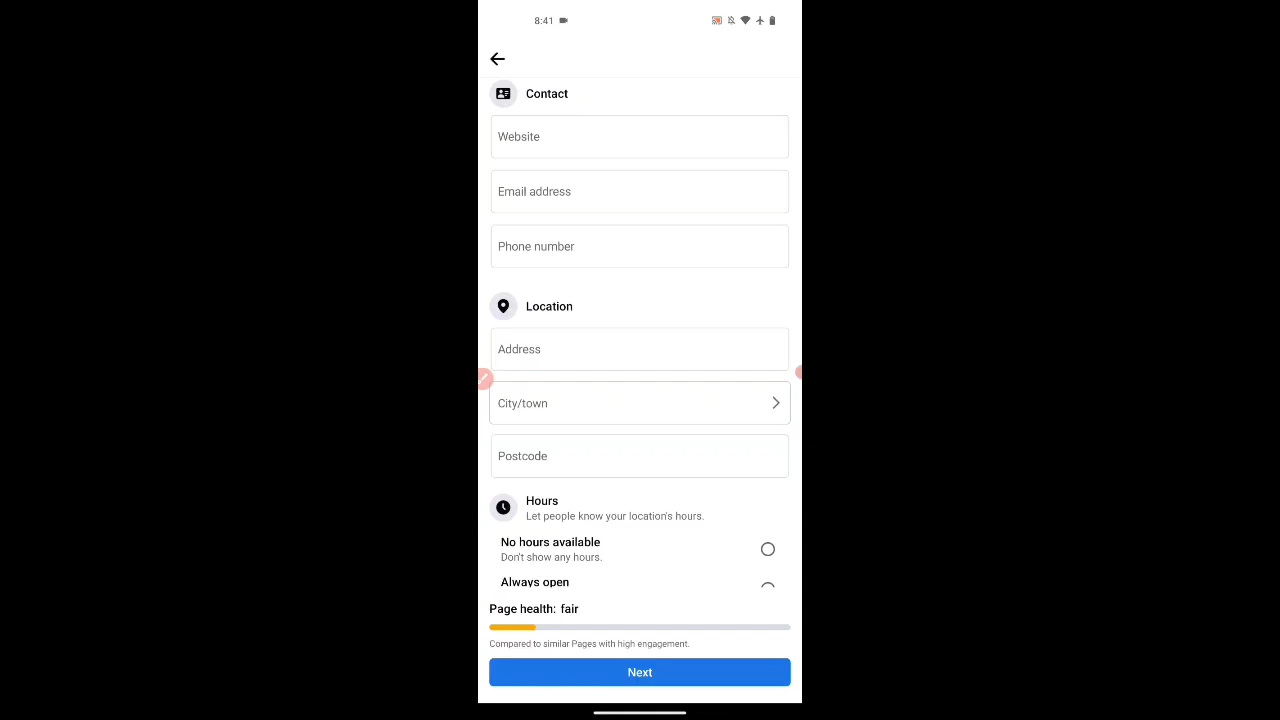 8:41
Contact
Website
Email address
Phone number
Location
Address
City/town
Postcode
Hours
Let people know your location's hours.
No hours available
Don't show any hours.
Always open
Page health: fair
Compared to similar Pages with high engagement.
Next